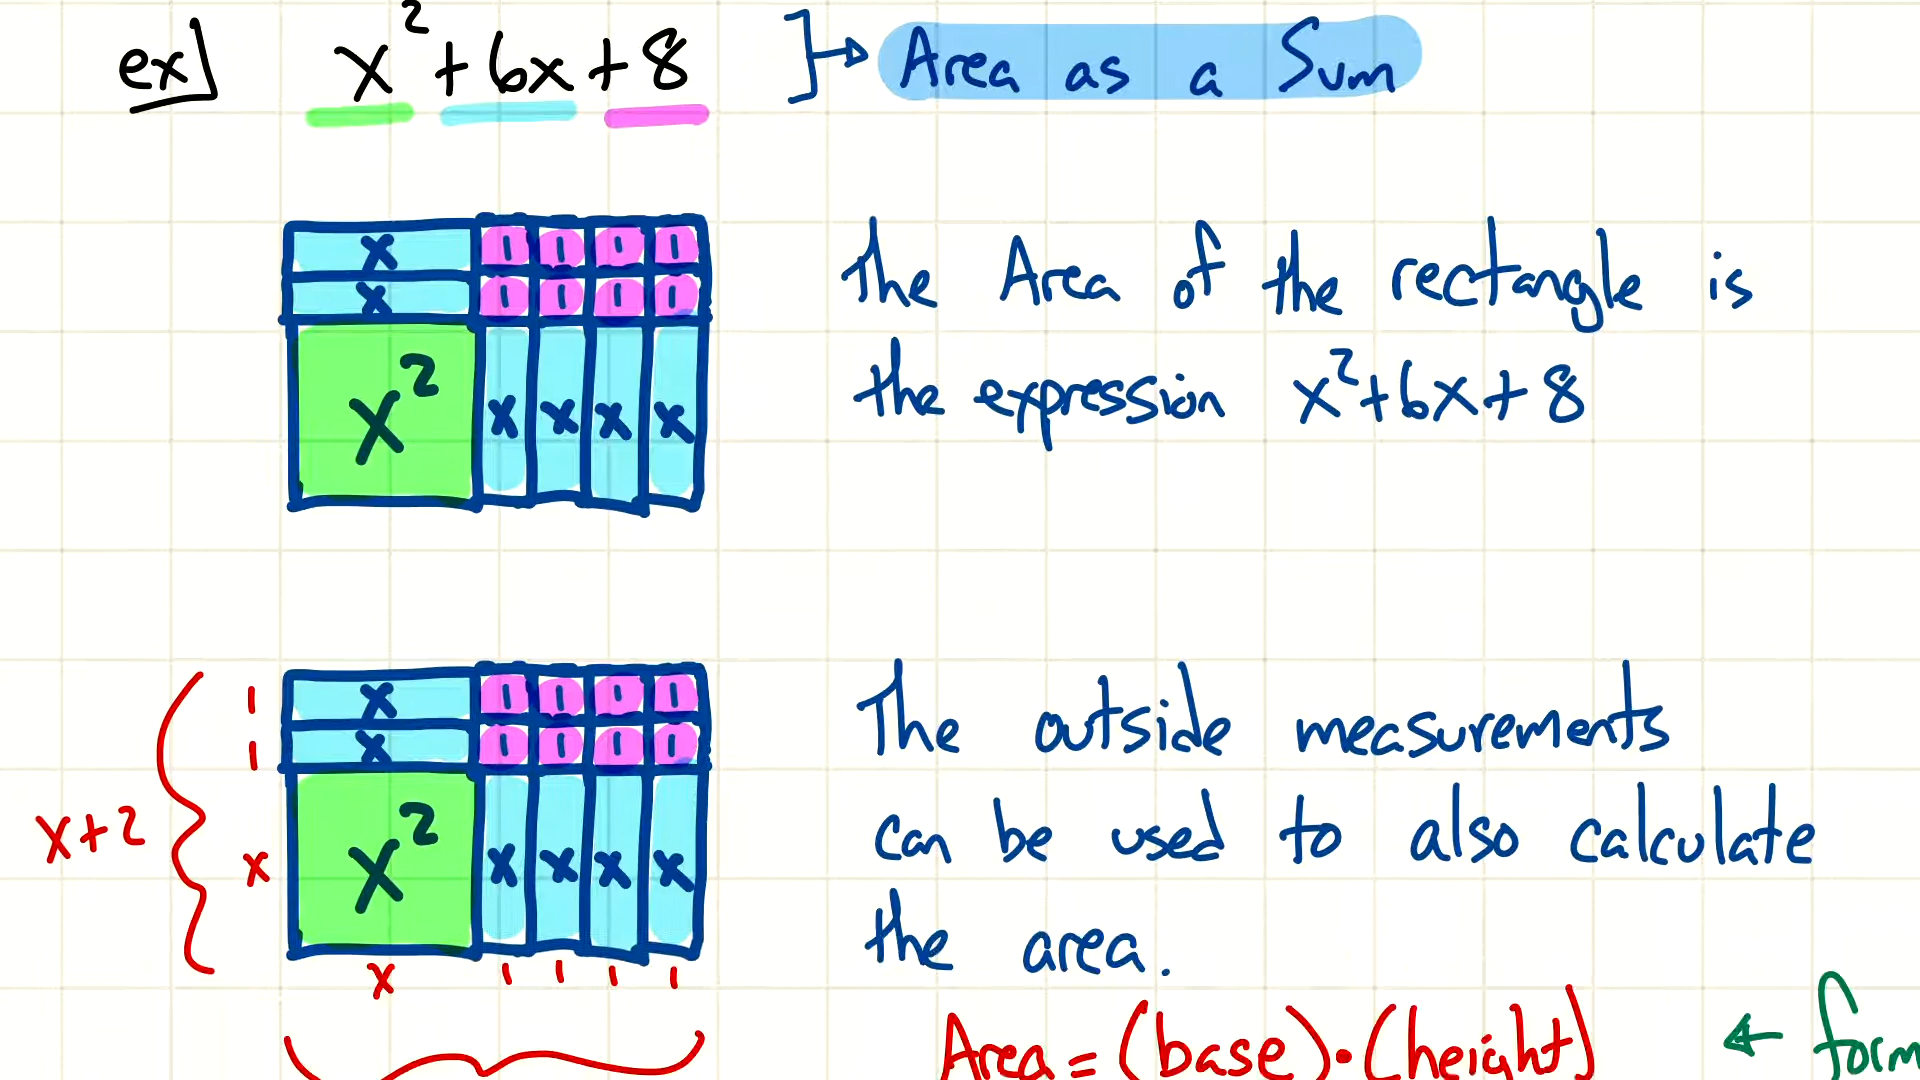 ex] x²+6x+8 Area as a Sum
x 1 1 1 1
x 1 1 1 1
x² x x x x
The Area of the rectangle is
the expression x²+6x+8
1 x 1 1 1 1
1 x 1 1 1 1
x+2 x x² x x x x
x 1 1 1 1
The outside measurements
can be used to also calculate
the area.
Area = (base)·(height) ←